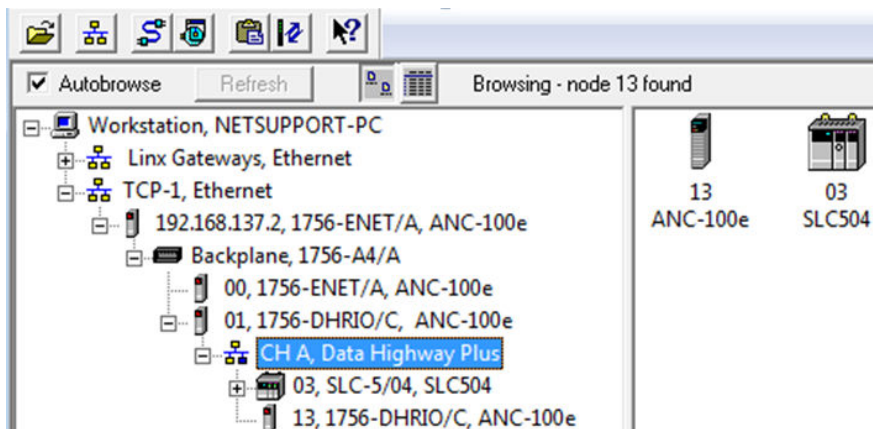 Autobrowse Refresh Browsing - node 13 found
Workstation, NETSUPPORT-PC
Linx Gateways, Ethernet
TCP-1, Ethernet
192.168.137.2, 1756-ENET/A, ANC-100e
Backplane, 1756-A4/A
00, 1756-ENET/A, ANC-100e
01, 1756-DHRIO/C, ANC-100e
CH A, Data Highway Plus
03, SLC-5/04, SLC504
13, 1756-DHRIO/C, ANC-100e
13
ANC-100e
03
SLC504